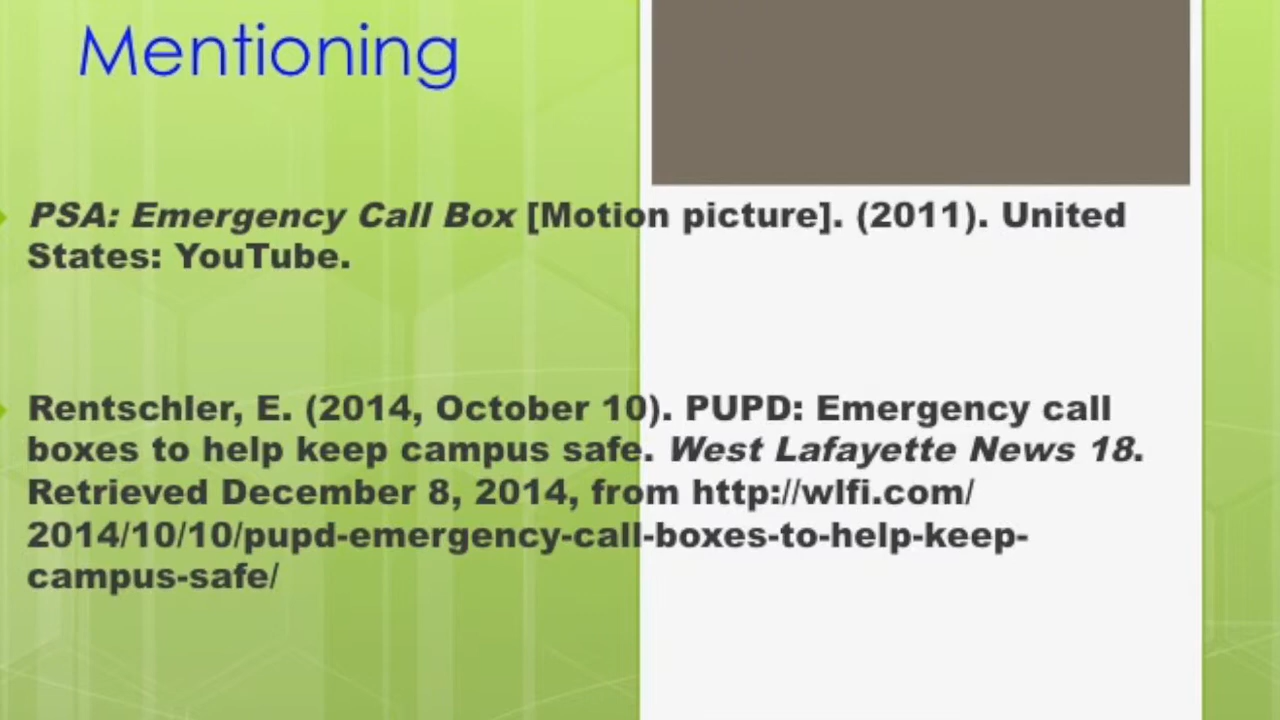 Mentioning
PSA: Emergency Call Box [Motion picture]. (2011). United
States: YouTube.
Rentschler, E. (2014, October 10). PUPD: Emergency call
boxes to help keep campus safe. West Lafayette News 18.
Retrieved December 8, 2014, from http://wlfi.com/
2014/10/10/pupd-emergency-call-boxes-to-help-keep-
campus-safe/